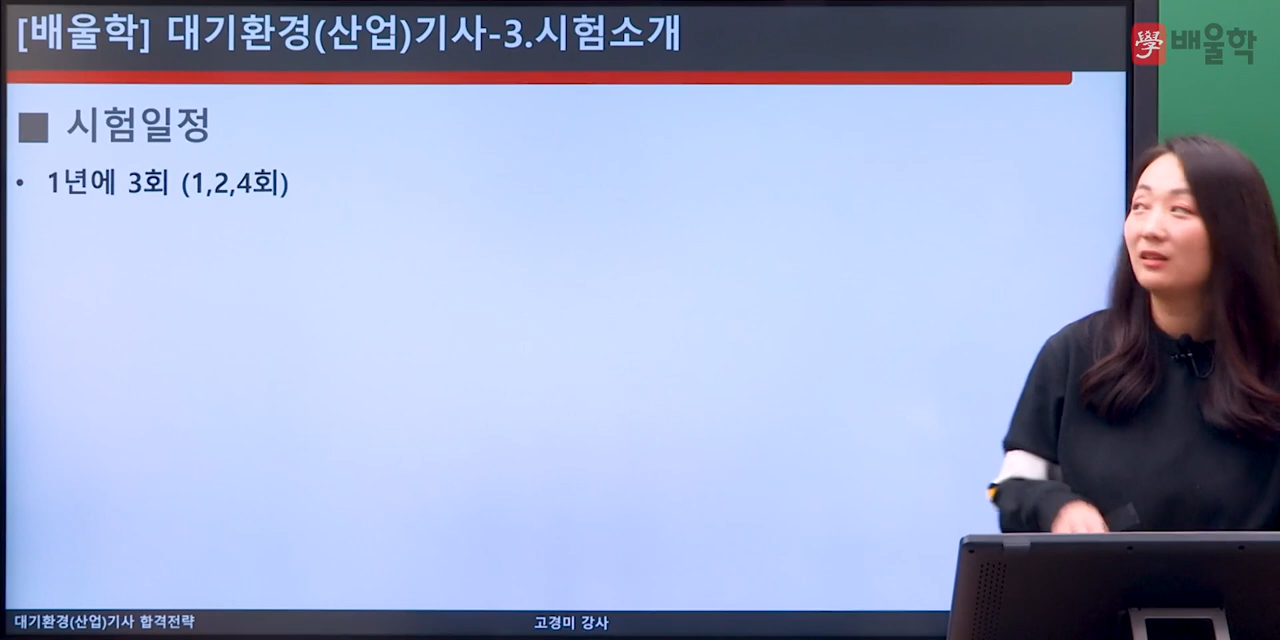 [배울학] 대기환경(산업)기사-3.시험소개
學 배울학
■ 시험일정
• 1년에 3회 (1,2,4회)
대기환경(산업)기사 합격전략
고경미 강사